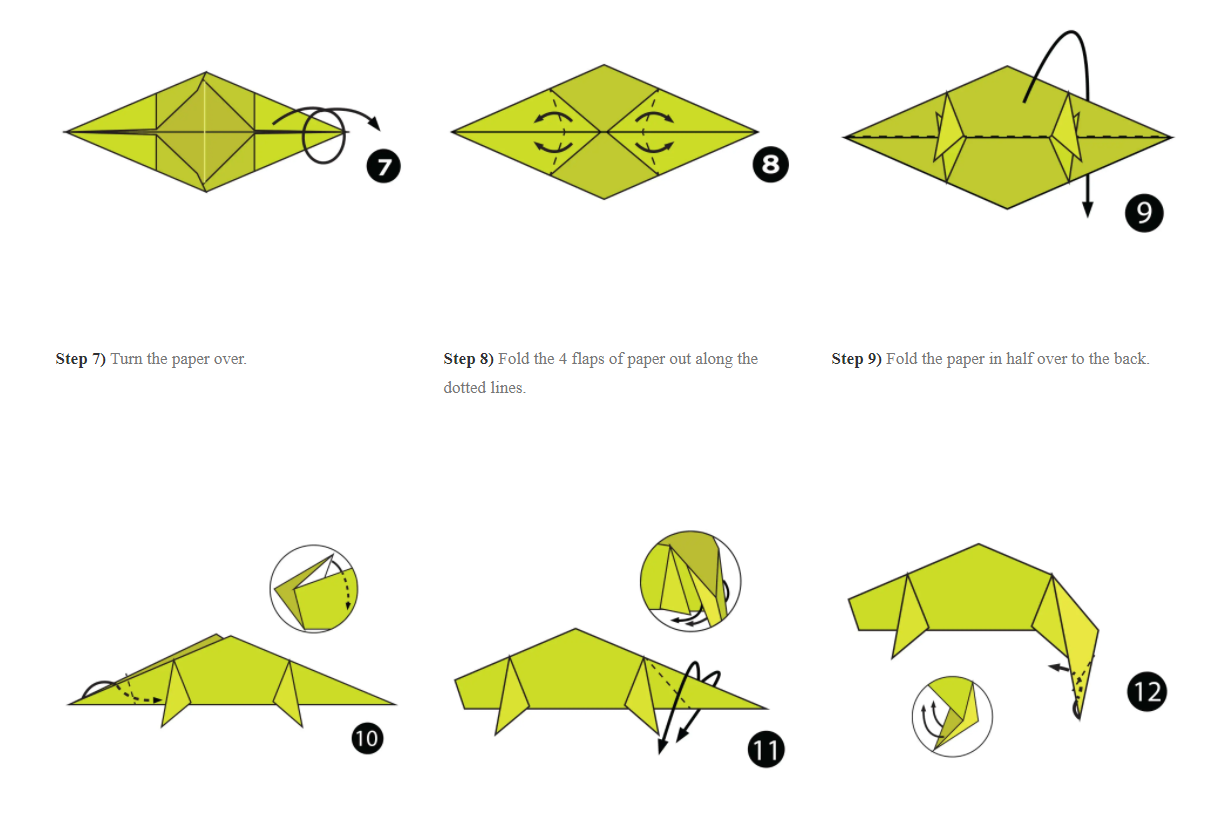 7
8
9
Step 7) Turn the paper over.
Step 8) Fold the 4 flaps of paper out along the
dotted lines.
Step 9) Fold the paper in half over to the back.
10
11
12